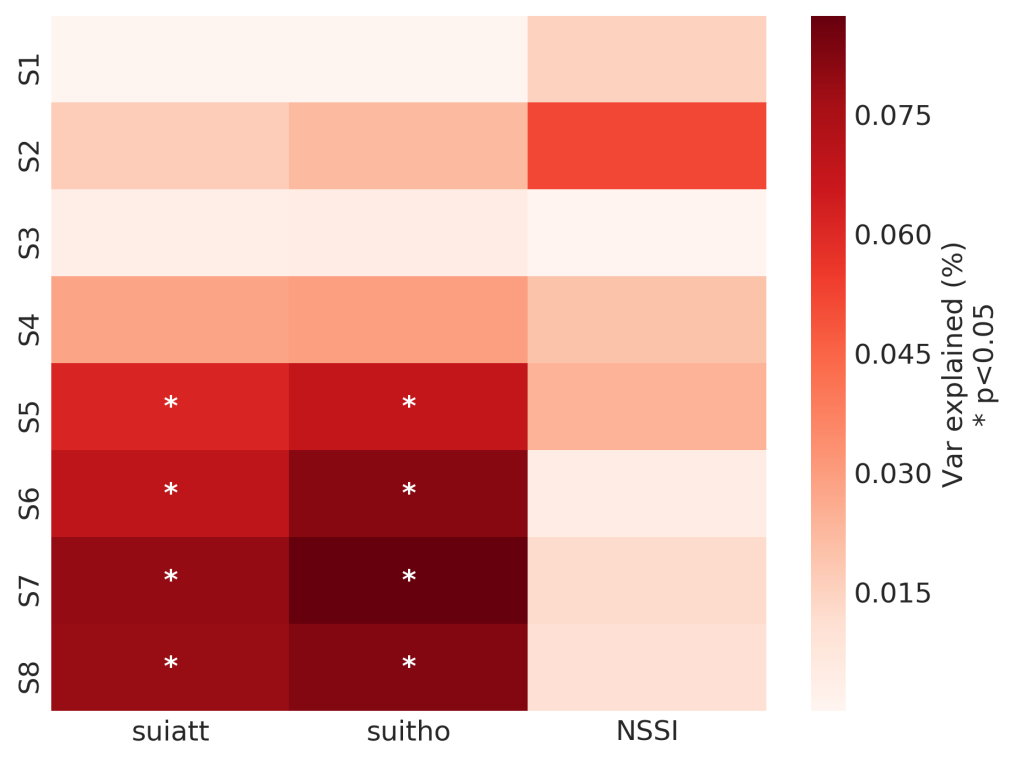 S1
S2
S3
S4
S5
* *
S6
* *
S7
* *
S8
* *
suiatt suitho NSSI
0.075
0.060
0.045
0.030
0.015
Var explained (%)
* p<0.05